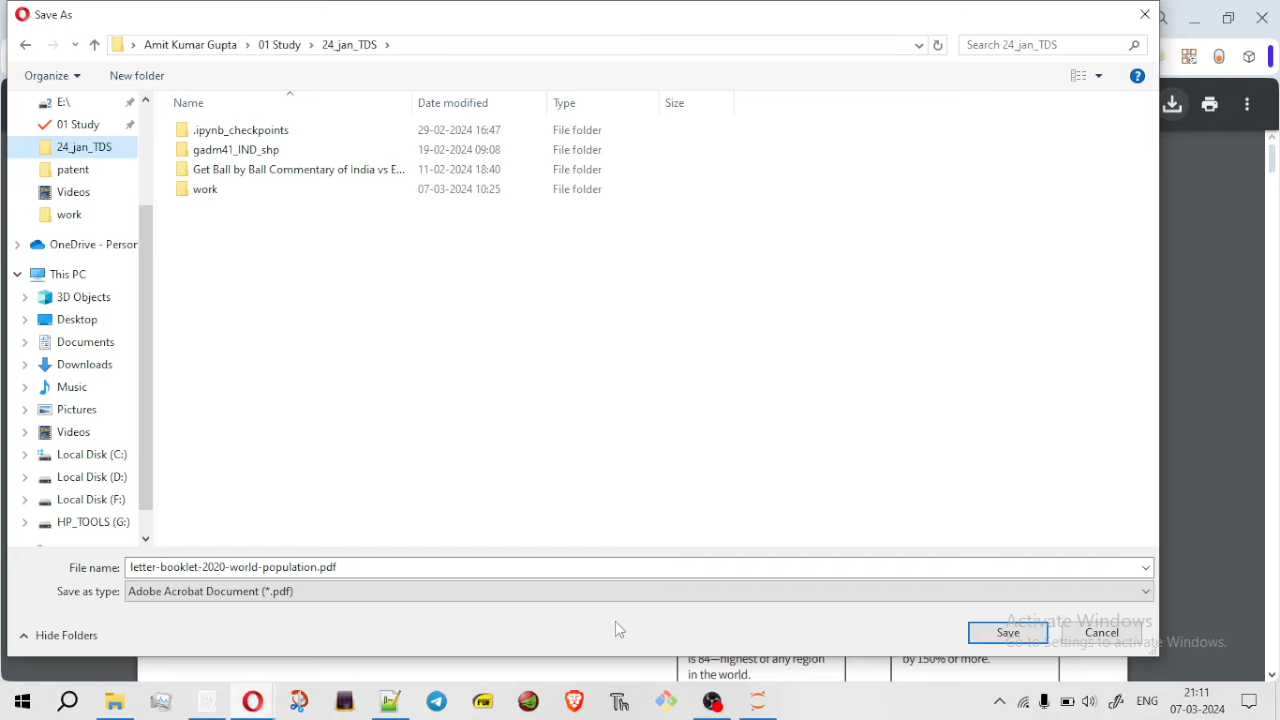 Save As
Amit Kumar Gupta > 01 Study > 24_jan_TDS >
Search 24_jan_TDS
Organize
New folder
?
Name
Date modified
Type
Size
E:\
01 Study
24_jan_TDS
patent
Videos
work
OneDrive - Person
This PC
3D Objects
Desktop
Documents
Downloads
Music
Pictures
Videos
Local Disk (C:)
Local Disk (D:)
Local Disk (F:)
HP_TOOLS (G:)
.ipynb_checkpoints 29-02-2024 16:47 File folder
gadm41_IND_shp 19-02-2024 09:08 File folder
Get Ball by Ball Commentary of India vs E... 11-02-2024 18:40 File folder
work 07-03-2024 10:25 File folder
File name: letter-booklet-2020-world-population.pdf
Save as type: Adobe Acrobat Document (*.pdf)
Hide Folders
Save
Cancel
Activate Windows
Go to Settings to activate Windows.
is 84—highest of any region
in the world.
by 150% or more.
ENG
21:11
07-03-2024